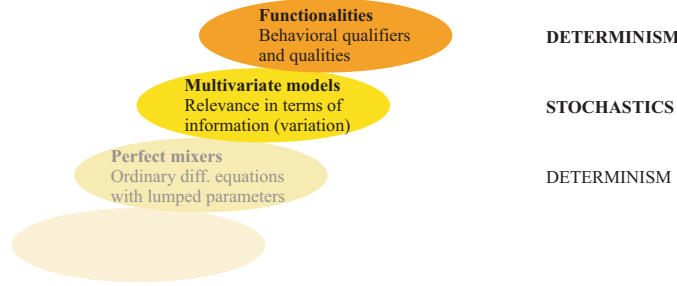 Functionalities
Behavioral qualifiers
and qualities
DETERMINISM
Multivariate models
Relevance in terms of
information (variation)
STOCHASTICS
Perfect mixers
Ordinary diff. equations
with lumped parameters
DETERMINISM